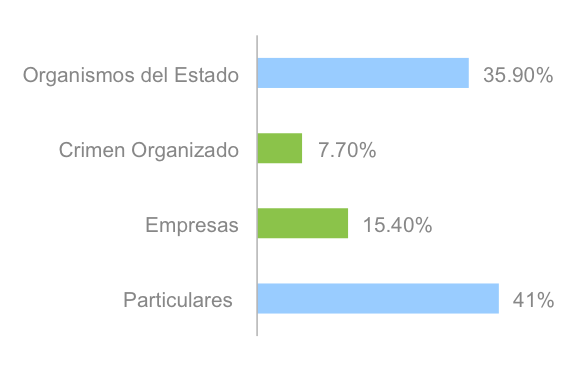 Organismos del Estado 35.90%
Crimen Organizado 7.70%
Empresas 15.40%
Particulares 41%